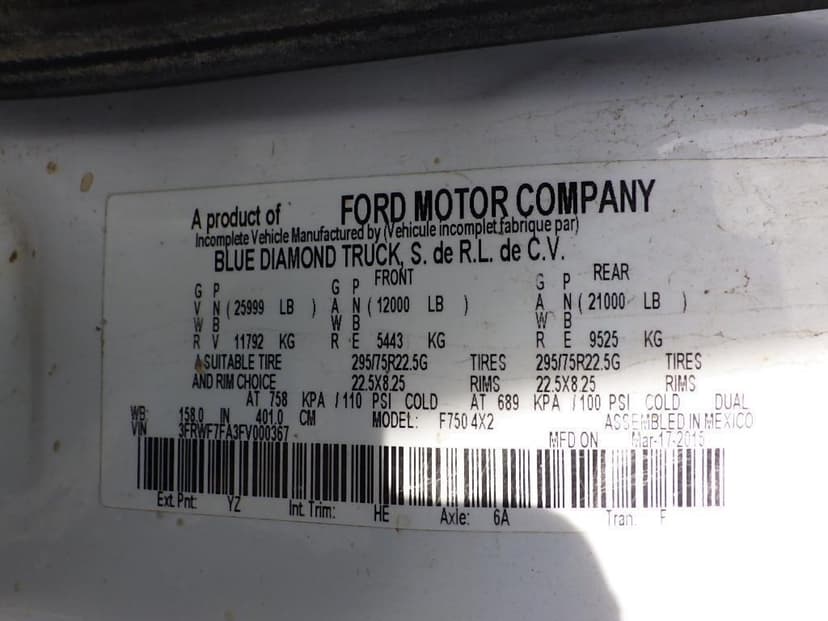 A product of FORD MOTOR COMPANY
Incomplete Vehicle Manufactured by (Vehicule incomplet fabrique par)
BLUE DIAMOND TRUCK, S. de R.L. de C.V.
FRONT REAR
G P G P G P
V N ( 25999 LB ) A N ( 12000 LB ) A N ( 21000 LB )
W B W B W B
R V 11792 KG R E 5443 KG R E 9525 KG
A SUITABLE TIRE 295/75R22.5G TIRES 295/75R22.5G TIRES
AND RIM CHOICE 22.5X8.25 RIMS 22.5X8.25 RIMS
AT 758 KPA / 110 PSI COLD AT 689 KPA / 100 PSI COLD DUAL
WB: 158.0 IN 401.0 CM MODEL: F750 4X2 ASSEMBLED IN MEXICO
VIN 3FRWF7FA3FV000367 MFD ON Mar-17-2015
Ext. Pnt: YZ Int. Trim: HE Axle: 6A Tran: F